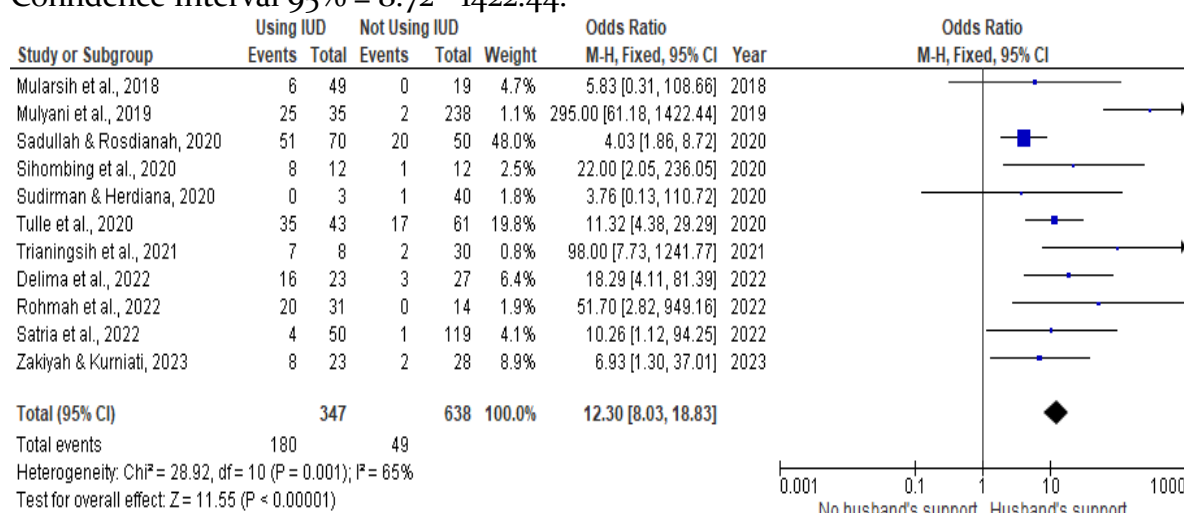 Confidence Interval 95% = 8.72 - 1422.44.
Using IUD Not Using IUD Odds Ratio Odds Ratio
Study or Subgroup Events Total Events Total Weight M-H, Fixed, 95% CI Year M-H, Fixed, 95% CI
Mularsih et al., 2018 6 49 0 19 4.7% 5.83 [0.31, 108.66] 2018
Mulyani et al., 2019 25 35 2 238 1.1% 295.00 [61.18, 1422.44] 2019
Sadullah & Rosdianah, 2020 51 70 20 50 48.0% 4.03 [1.86, 8.72] 2020
Sihombing et al., 2020 8 12 1 12 2.5% 22.00 [2.05, 236.05] 2020
Sudirman & Herdiana, 2020 0 3 1 40 3.76 [0.13, 110.72] 2020
Tulle et al., 2020 35 43 17 61 19.8% 11.32 [4.38, 29.29] 2020
Trianingsih et al., 2021 7 8 2 30 0.8% 98.00 [7.73, 1241.77] 2021
Delima et al., 2022 16 23 3 27 6.4% 18.29 [4.11, 81.39] 2022
Rohmah et al., 2022 20 31 0 14 1.9% 51.70 [2.82, 949.16] 2022
Satria et al., 2022 4 50 1 119 4.1% 10.26 [1.12, 94.25] 2022
Zakiyah & Kurniati, 2023 8 23 2 28 8.9% 6.93 [1.30, 37.01] 2023
Total (95% CI) 347 638 100.0% 12.30 [8.03, 18.83]
Total events 180 49
Heterogeneity: Chi² = 28.92, df = 10 (P = 0.001); I² = 65%
Test for overall effect: Z = 11.55 (P < 0.00001)
0.001 0.1 1 10 1000
No husband's support Husband's support